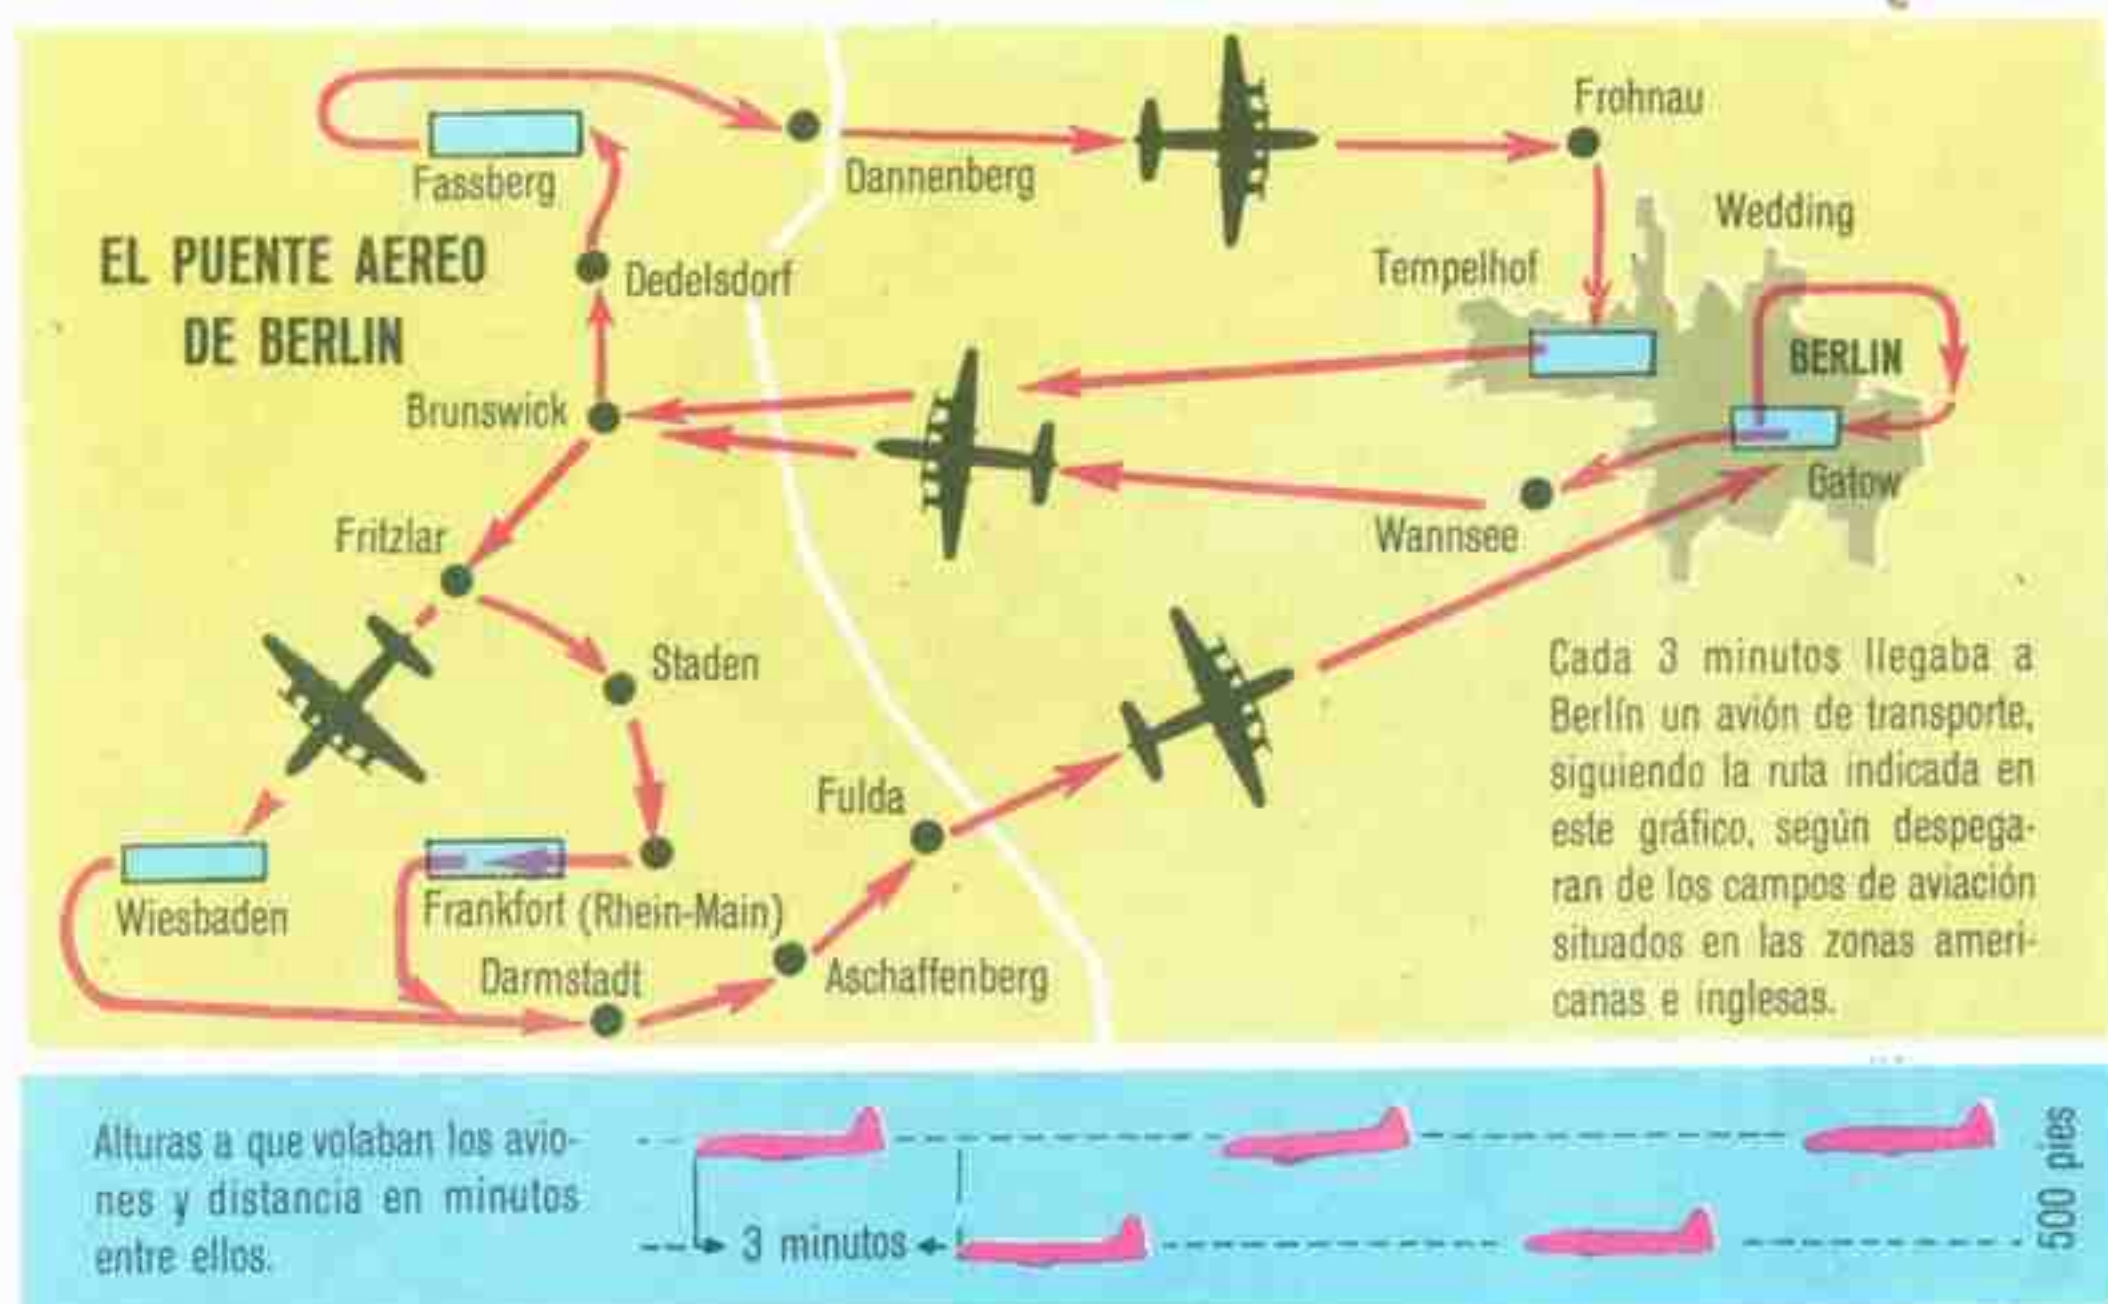 Frohnau
Fassberg
Dannenberg
Wedding
EL PUENTE AEREO
DE BERLIN
Dedelsdorf
Tempelhof
BERLIN
Brunswick
Gatow
Fritzlar
Wannsee
Staden
Fulda
Wiesbaden
Frankfort (Rhein-Main)
Darmstadt
Aschaffenberg
Cada 3 minutos llegaba a
Berlín un avión de transporte,
siguiendo la ruta indicada en
este gráfico, según despega-
ran de los campos de aviación
situados en las zonas ameri-
canas e inglesas.
Alturas a que volaban los avio-
nes y distancia en minutos
entre ellos.
3 minutos
500 pies